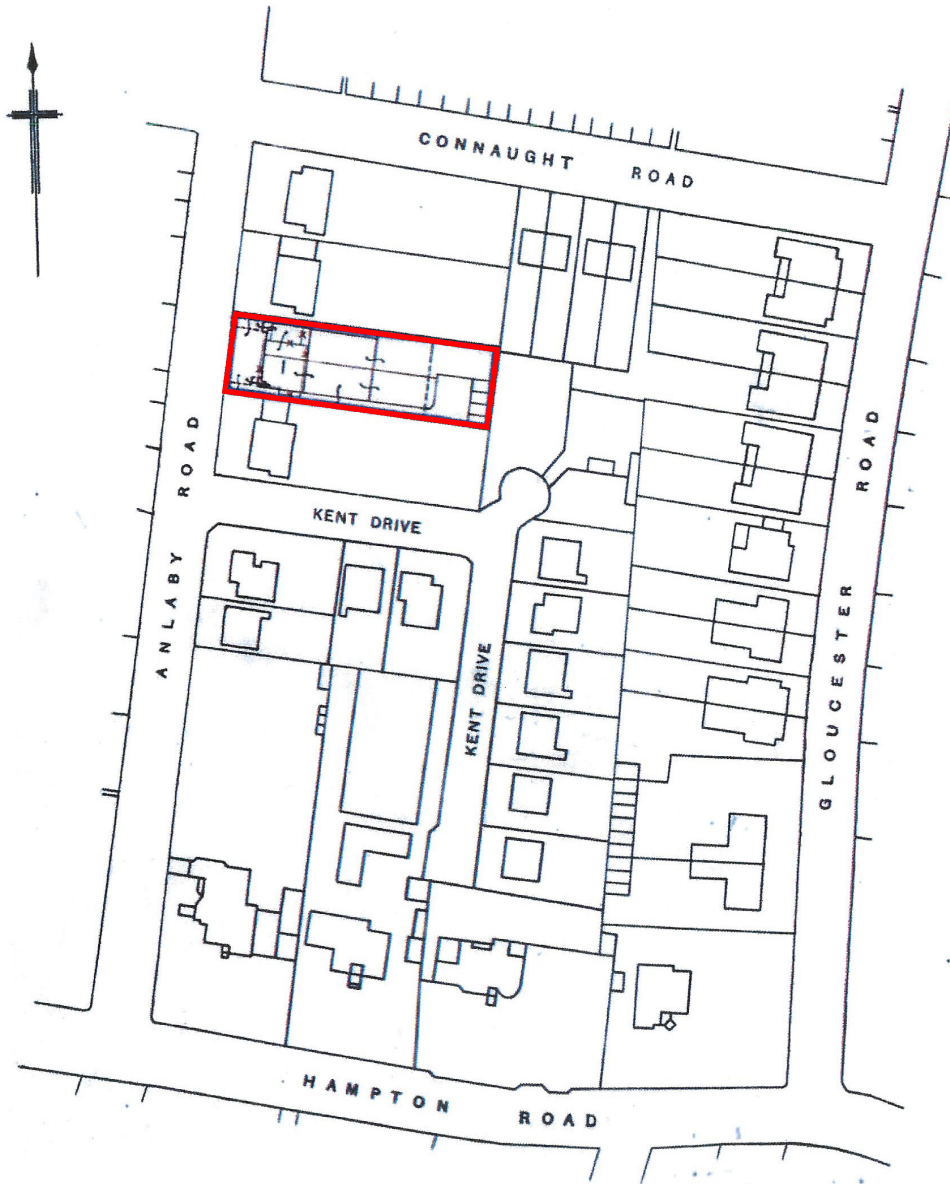 CONNAUGHT ROAD
ANLABY ROAD
KENT DRIVE
KENT DRIVE
GLOUCESTER ROAD
HAMPTON ROAD